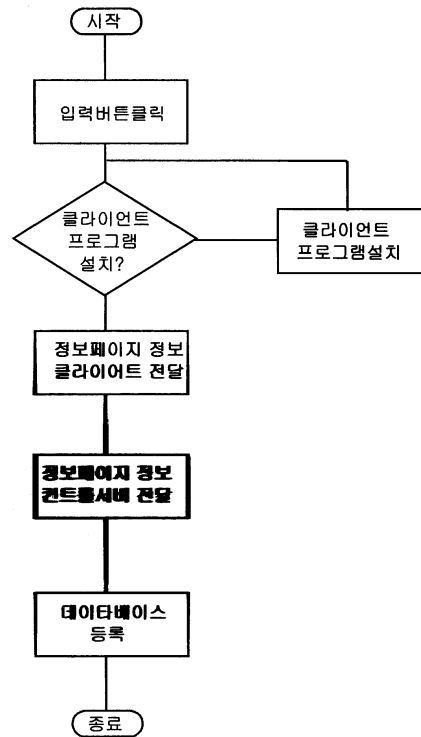 시작
입력버튼클릭
클라이언트
프로그램
설치?
클라이언트
프로그램설치
정보페이지 정보
클라이어트 전달
정보페이지 정보
컨트롤서버 전달
데이타베이스
등록
종료